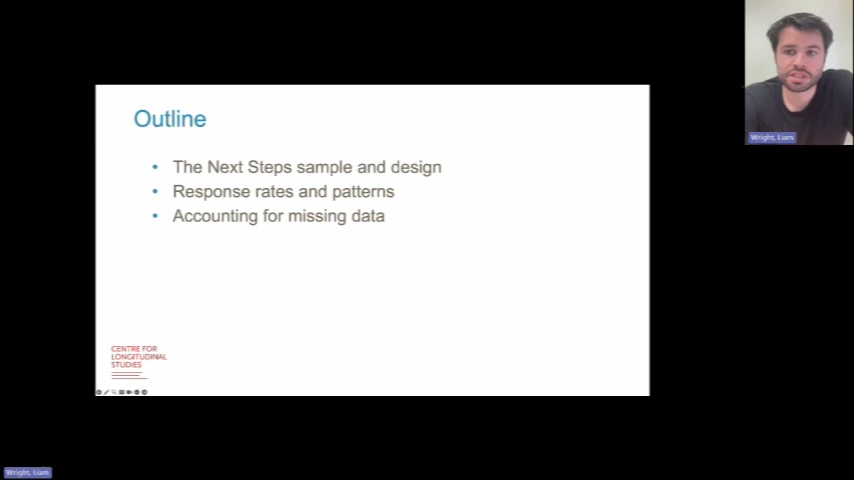 Outline
• The Next Steps sample and design
• Response rates and patterns
• Accounting for missing data
CENTRE FOR
LONGITUDINAL
STUDIES
Wright, Liam
Wright, Liam